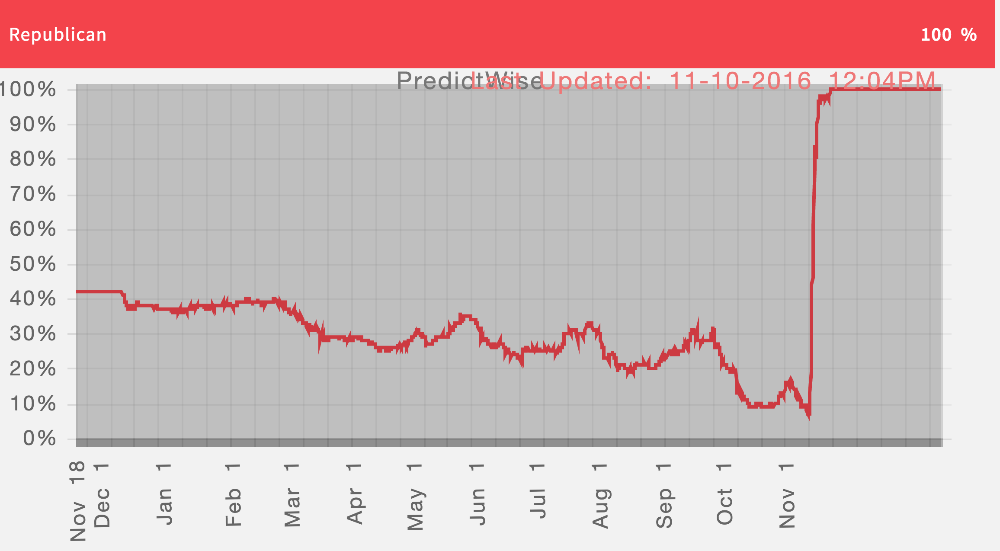 Republican 100 %
PredictWise Last Updated: 11-10-2016 12:04PM
100%
90%
80%
70%
60%
50%
40%
30%
20%
10%
0%
Nov 18
Dec 1
Jan 1
Feb 1
Mar 1
Apr 1
May 1
Jun 1
Jul 1
Aug 1
Sep 1
Oct 1
Nov 1